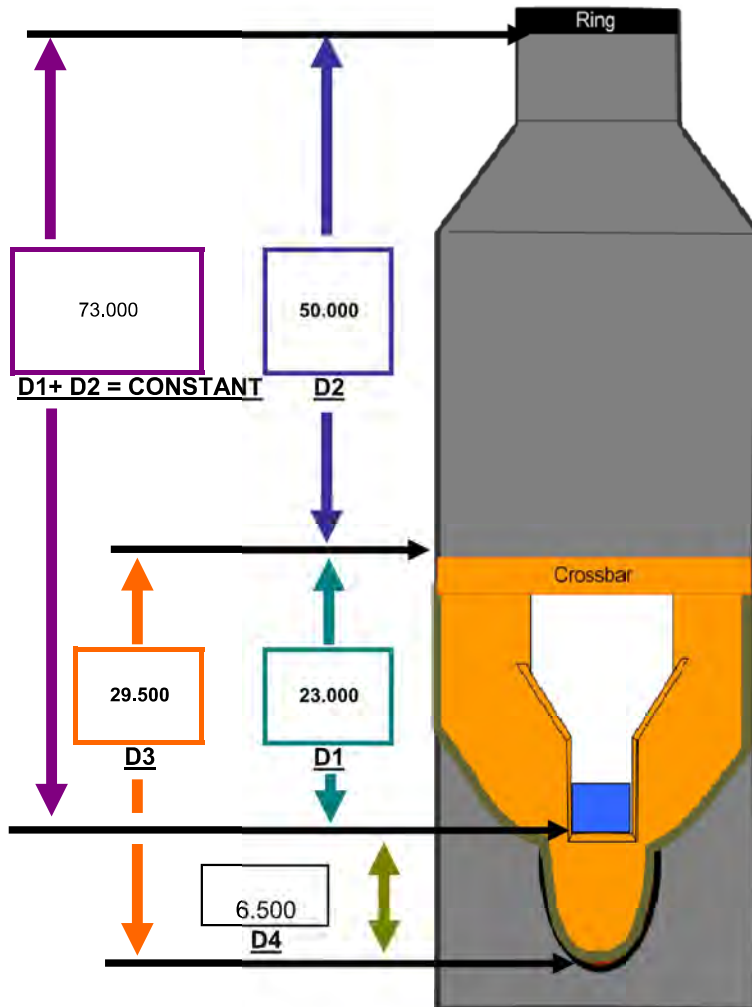 Ring
73.000
50.000
D1+ D2 = CONSTANT
D2
Crossbar
29.500
23.000
D3
D1
6.500
D4